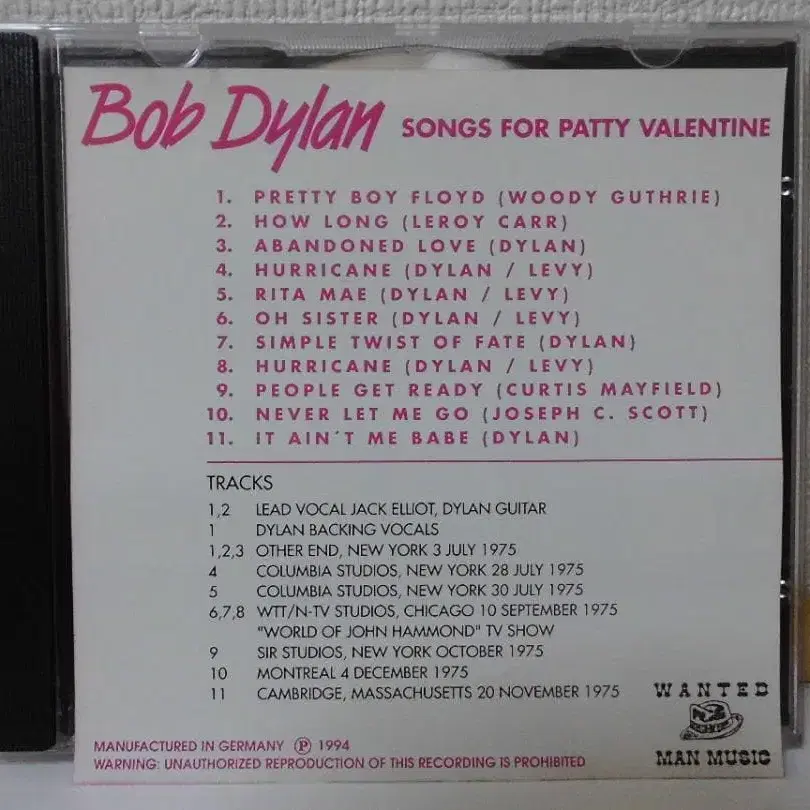 Bob Dylan SONGS FOR PATTY VALENTINE
1. PRETTY BOY FLOYD (WOODY GUTHRIE)
2. HOW LONG (LEROY CARR)
3. ABANDONED LOVE (DYLAN)
4. HURRICANE (DYLAN / LEVY)
5. RITA MAE (DYLAN / LEVY)
6. OH SISTER (DYLAN / LEVY)
7. SIMPLE TWIST OF FATE (DYLAN)
8. HURRICANE (DYLAN / LEVY)
9. PEOPLE GET READY (CURTIS MAYFIELD)
10. NEVER LET ME GO (JOSEPH C. SCOTT)
11. IT AIN´T ME BABE (DYLAN)
TRACKS
1,2 LEAD VOCAL JACK ELLIOT, DYLAN GUITAR
1 DYLAN BACKING VOCALS
1,2,3 OTHER END, NEW YORK 3 JULY 1975
4 COLUMBIA STUDIOS, NEW YORK 28 JULY 1975
5 COLUMBIA STUDIOS, NEW YORK 30 JULY 1975
6,7,8 WTT/N-TV STUDIOS, CHICAGO 10 SEPTEMBER 1975
"WORLD OF JOHN HAMMOND" TV SHOW
9 SIR STUDIOS, NEW YORK OCTOBER 1975
10 MONTREAL 4 DECEMBER 1975
11 CAMBRIDGE, MASSACHUSETTS 20 NOVEMBER 1975
WANTED
MAN MUSIC
MANUFACTURED IN GERMANY ℗ 1994
WARNING: UNAUTHORIZED REPRODUCTION OF THIS RECORDING IS PROHIBITED